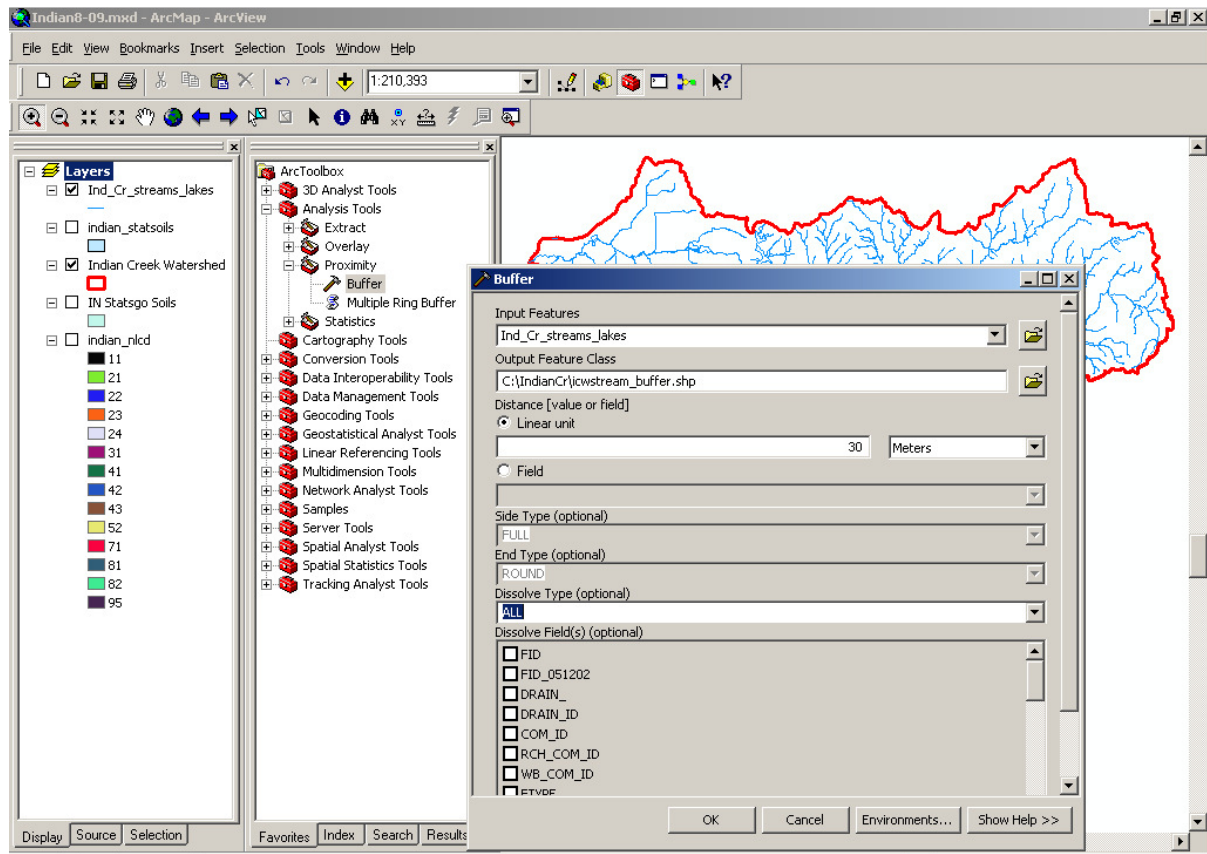 Indian8-09.mxd - ArcMap - ArcView
File Edit View Bookmarks Insert Selection Tools Window Help
1:210,393
Layers
Ind_Cr_streams_lakes
indian_statsoils
Indian Creek Watershed
IN Statsgo Soils
indian_nlcd
11
21
22
23
24
31
41
42
43
52
71
81
82
95
Display Source Selection
ArcToolbox
3D Analyst Tools
Analysis Tools
Extract
Overlay
Proximity
Buffer
Multiple Ring Buffer
Statistics
Cartography Tools
Conversion Tools
Data Interoperability Tools
Data Management Tools
Geocoding Tools
Geostatistical Analyst Tools
Linear Referencing Tools
Multidimension Tools
Network Analyst Tools
Samples
Server Tools
Spatial Analyst Tools
Spatial Statistics Tools
Tracking Analyst Tools
Favorites Index Search Results
Buffer
Input Features
Ind_Cr_streams_lakes
Output Feature Class
C:\IndianCr\icwstream_buffer.shp
Distance [value or field]
Linear unit
30 Meters
Field
Side Type (optional)
FULL
End Type (optional)
ROUND
Dissolve Type (optional)
ALL
Dissolve Field(s) (optional)
FID
FID_051202
DRAIN_
DRAIN_ID
COM_ID
RCH_COM_ID
WB_COM_ID
FTYPE
OK Cancel Environments... Show Help >>